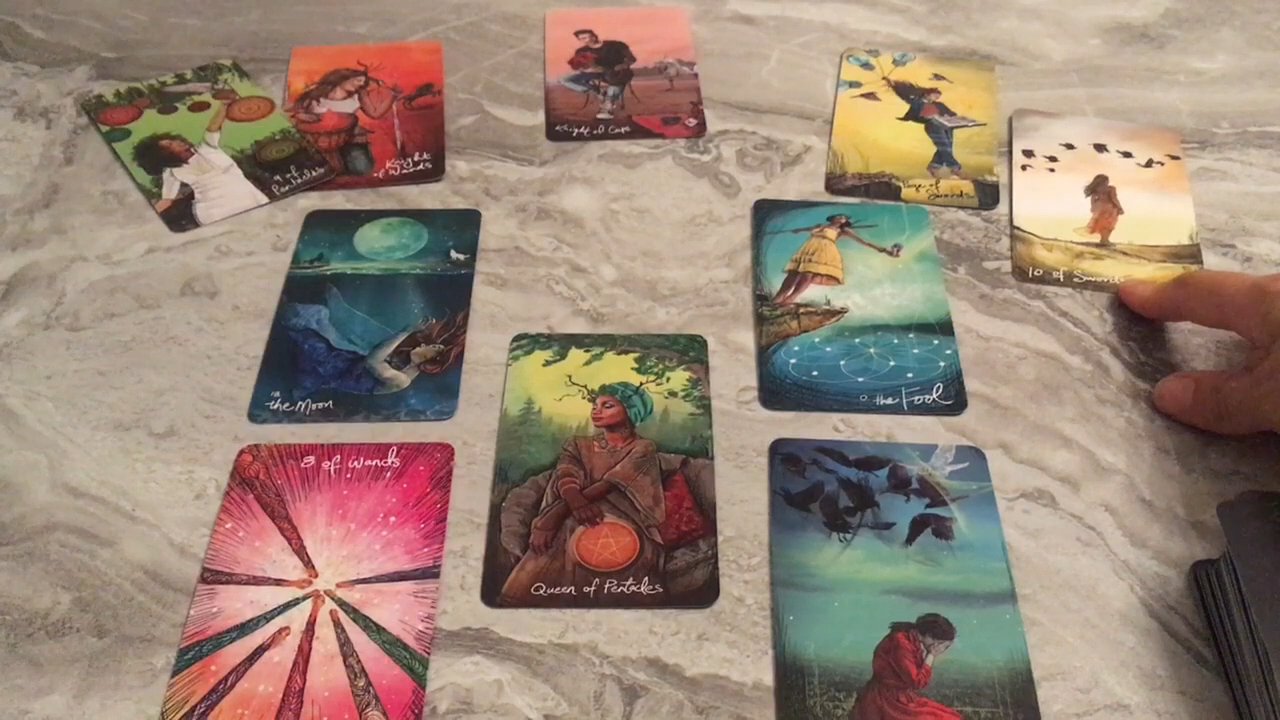 9 of
Pentacles
Knight
of Wands
Knight of Cups
Page of
Swords
10 of Swords
18
the Moon
0 the Fool
8 of Wands
Queen of Pentacles